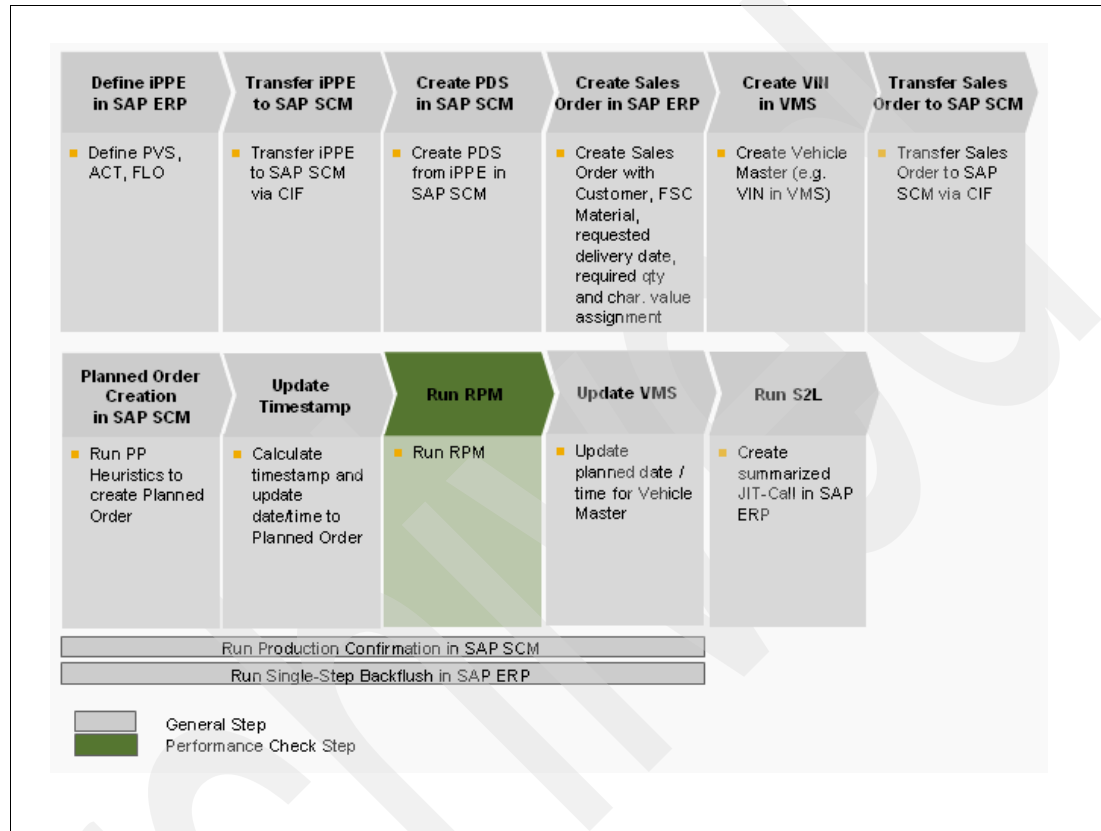 Define iPPE
in SAP ERP
Transfer iPPE
to SAP SCM
Create PDS
in SAP SCM
Create Sales
Order in SAP ERP
Create VIN
in VMS
Transfer Sales
Order to SAP SCM
Define PVS,
ACT, FLO
Transfer iPPE
to SAP SCM
via CIF
Create PDS
from iPPE in
SAP SCM
Create Sales
Order with
Customer, FSC
Material,
requested
delivery date,
required qty
and char. value
assignment
Create Vehicle
Master (e.g.
VIN in VMS)
Transfer Sales
Order to SAP
SCM via CIF
Planned Order
Creation
in SAP SCM
Update
Timestamp
Run RPM
Update VMS
Run S2L
Run PP
Heuristics to
create Planned
Order
Calculate
timestamp and
update
date/time to
Planned Order
Run RPM
Update
planned date /
time for Vehicle
Master
Create
summarized
JIT-Call in SAP
ERP
Run Production Confirmation in SAP SCM
Run Single-Step Backflush in SAP ERP
General Step
Performance Check Step